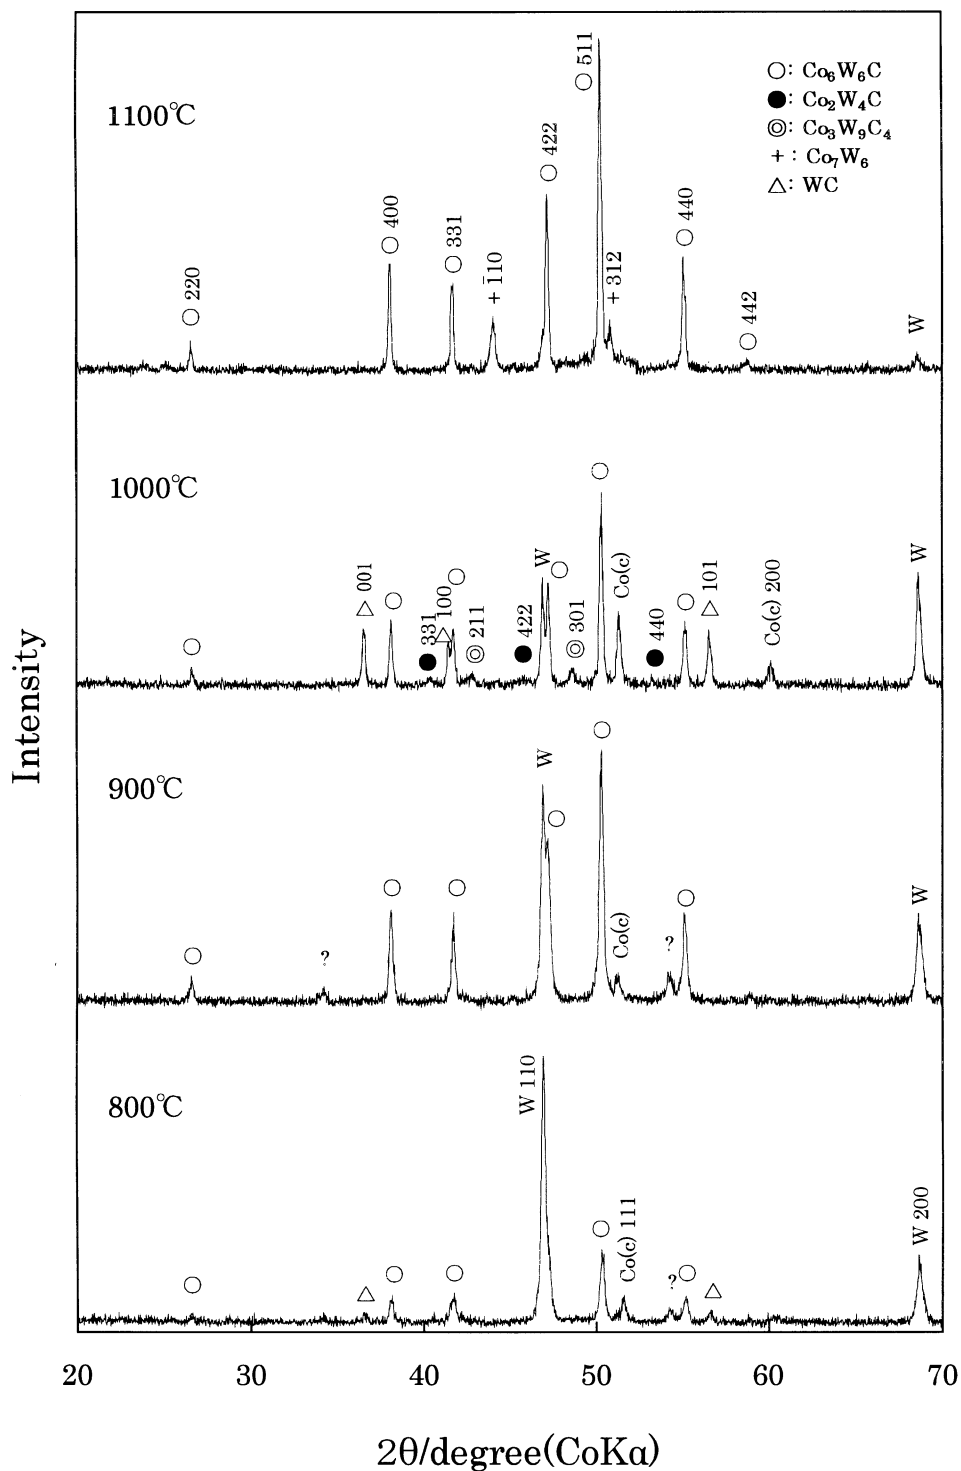 1100℃
○ 220
○ 400
○ 331
+ 1̄10
○ 422
○ 511
+ 312
○ 440
○ 442
W
○: Co₆W₆C
●: Co₂W₄C
◎: Co₃W₉C₄
+: Co₇W₆
△: WC
1000℃
○
△ 001
○
● 331
△ 100
○
◎ 211
● 422
W
○
◎ 301
○
Co(c)
● 440
○
△ 101
Co(c) 200
W
900℃
○
?
○
○
W
○
○
Co(c)
?
○
W
800℃
○
△
○
○
W 110
○
Co(c) 111
?
○
△
W 200
Intensity
20 30 40 50 60 70
2θ/degree(CoKα)